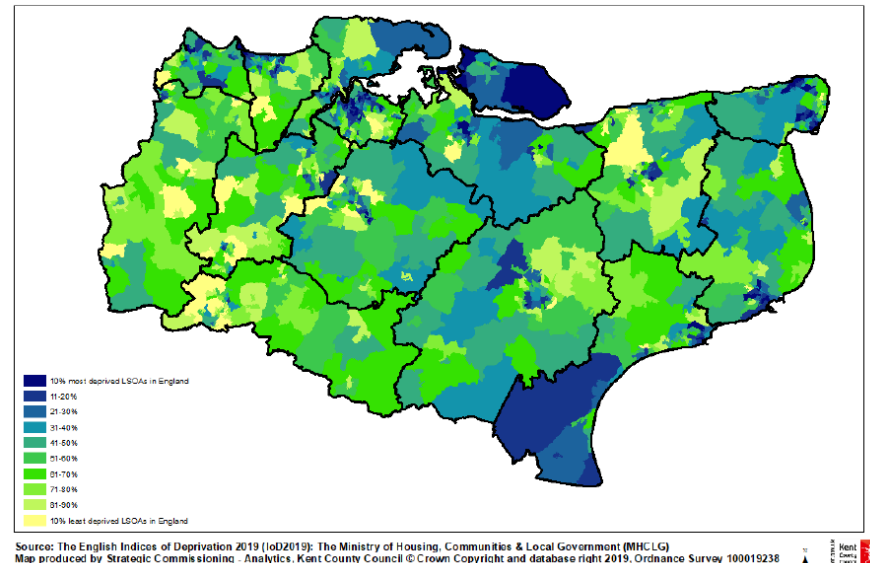 10% most deprived LSOAs in England
11-20%
21-30%
31-40%
41-50%
51-60%
61-70%
71-80%
81-90%
10% least deprived LSOAs in England
Source: The English Indices of Deprivation 2019 (IoD2019): The Ministry of Housing, Communities & Local Government (MHCLG)
Map produced by Strategic Commissioning - Analytics, Kent County Council © Crown Copyright and database right 2019, Ordnance Survey 100019238
Kent
County
Council